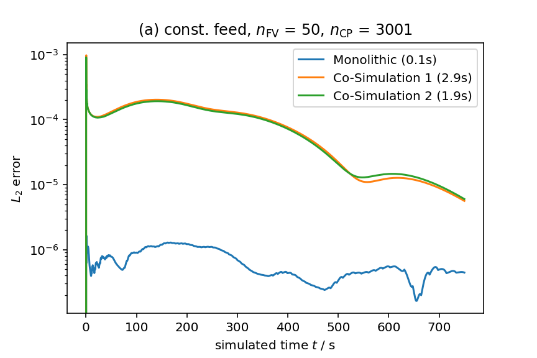 (a) const. feed, n_FV = 50, n_CP = 3001
Monolithic (0.1s)
Co-Simulation 1 (2.9s)
Co-Simulation 2 (1.9s)
L₂ error
10⁻³
10⁻⁴
10⁻⁵
10⁻⁶
0 100 200 300 400 500 600 700
simulated time t / s